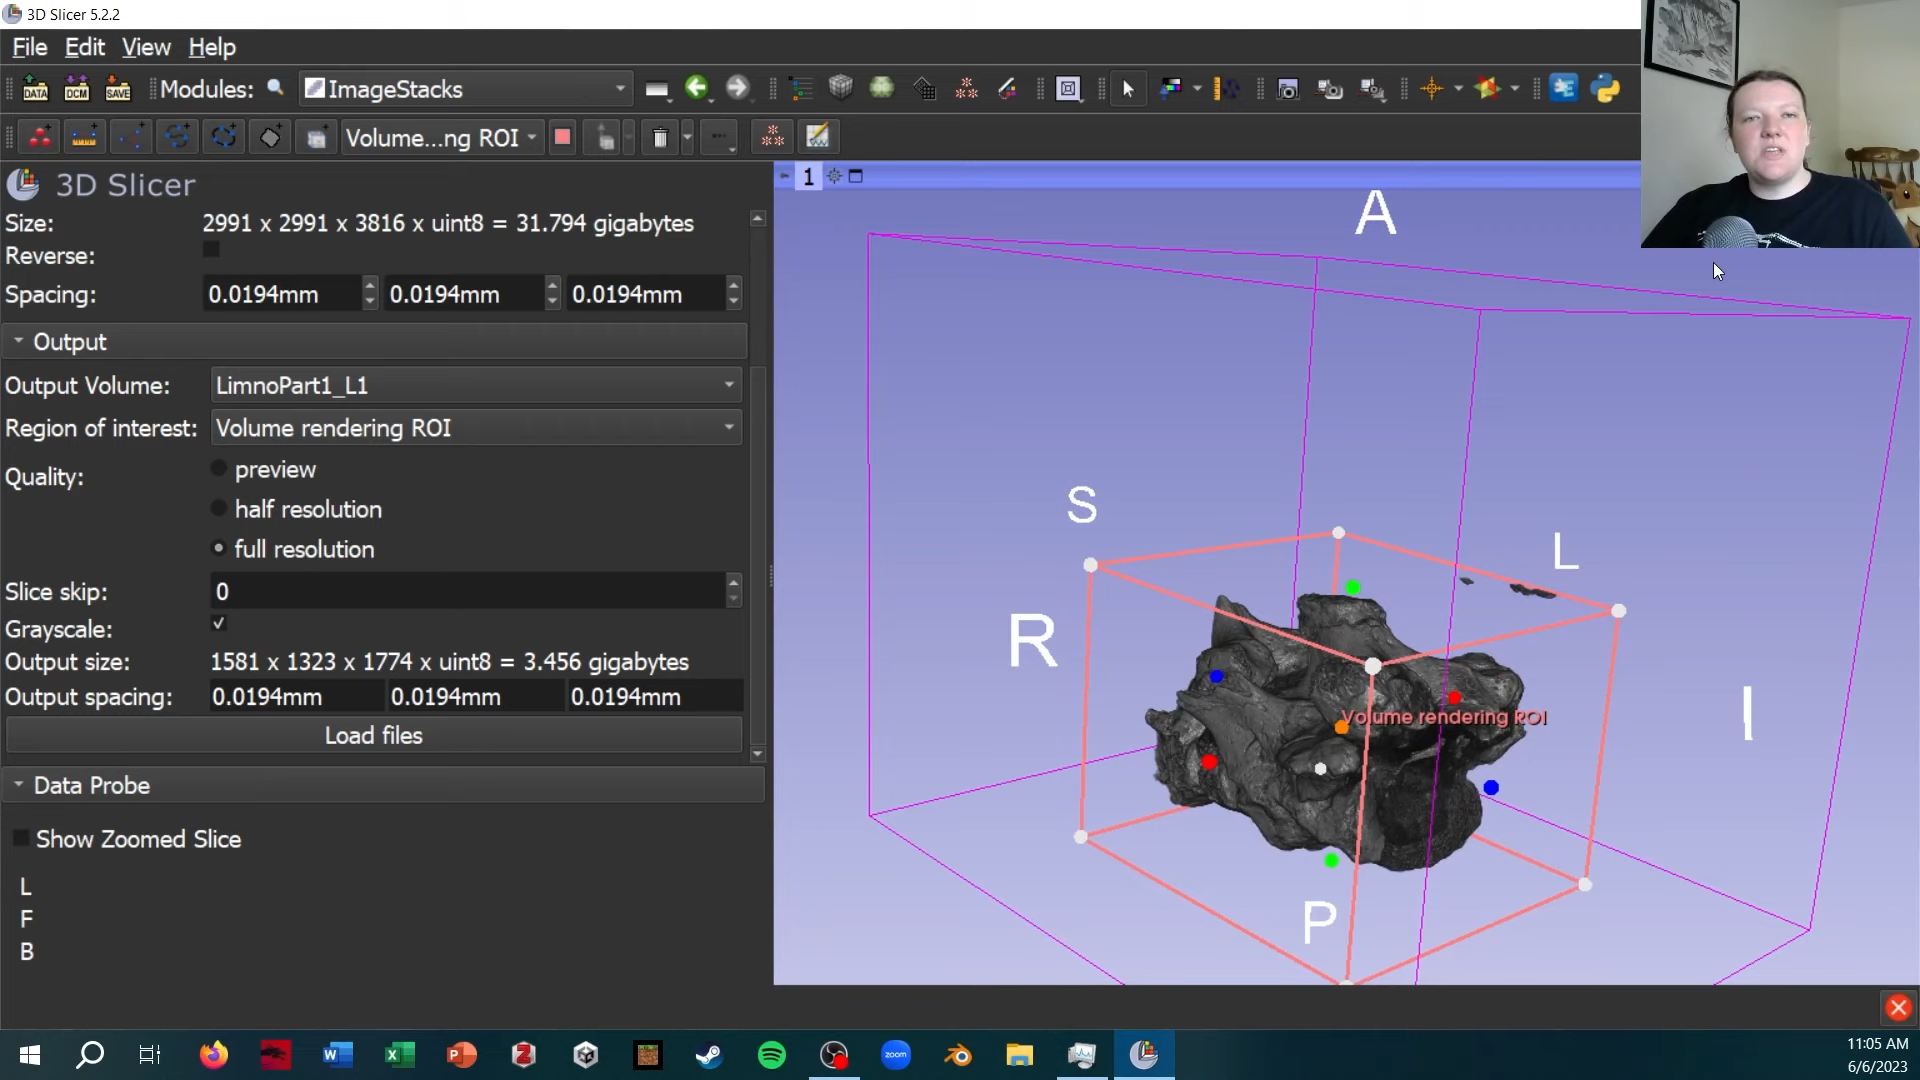 3D Slicer 5.2.2
File Edit View Help
DATA DCM SAVE Modules: ImageStacks
Volume...ng ROI
3D Slicer
1
Size: 2991 x 2991 x 3816 x uint8 = 31.794 gigabytes
Reverse:
Spacing: 0.0194mm 0.0194mm 0.0194mm
Output
Output Volume: LimnoPart1_L1
Region of interest: Volume rendering ROI
Quality: preview
half resolution
full resolution
Slice skip: 0
Grayscale:
Output size: 1581 x 1323 x 1774 x uint8 = 3.456 gigabytes
Output spacing: 0.0194mm 0.0194mm 0.0194mm
Load files
Data Probe
Show Zoomed Slice
L
F
B
A
S
L
R
I
Volume rendering ROI
P
zoom
11:05 AM
6/6/2023